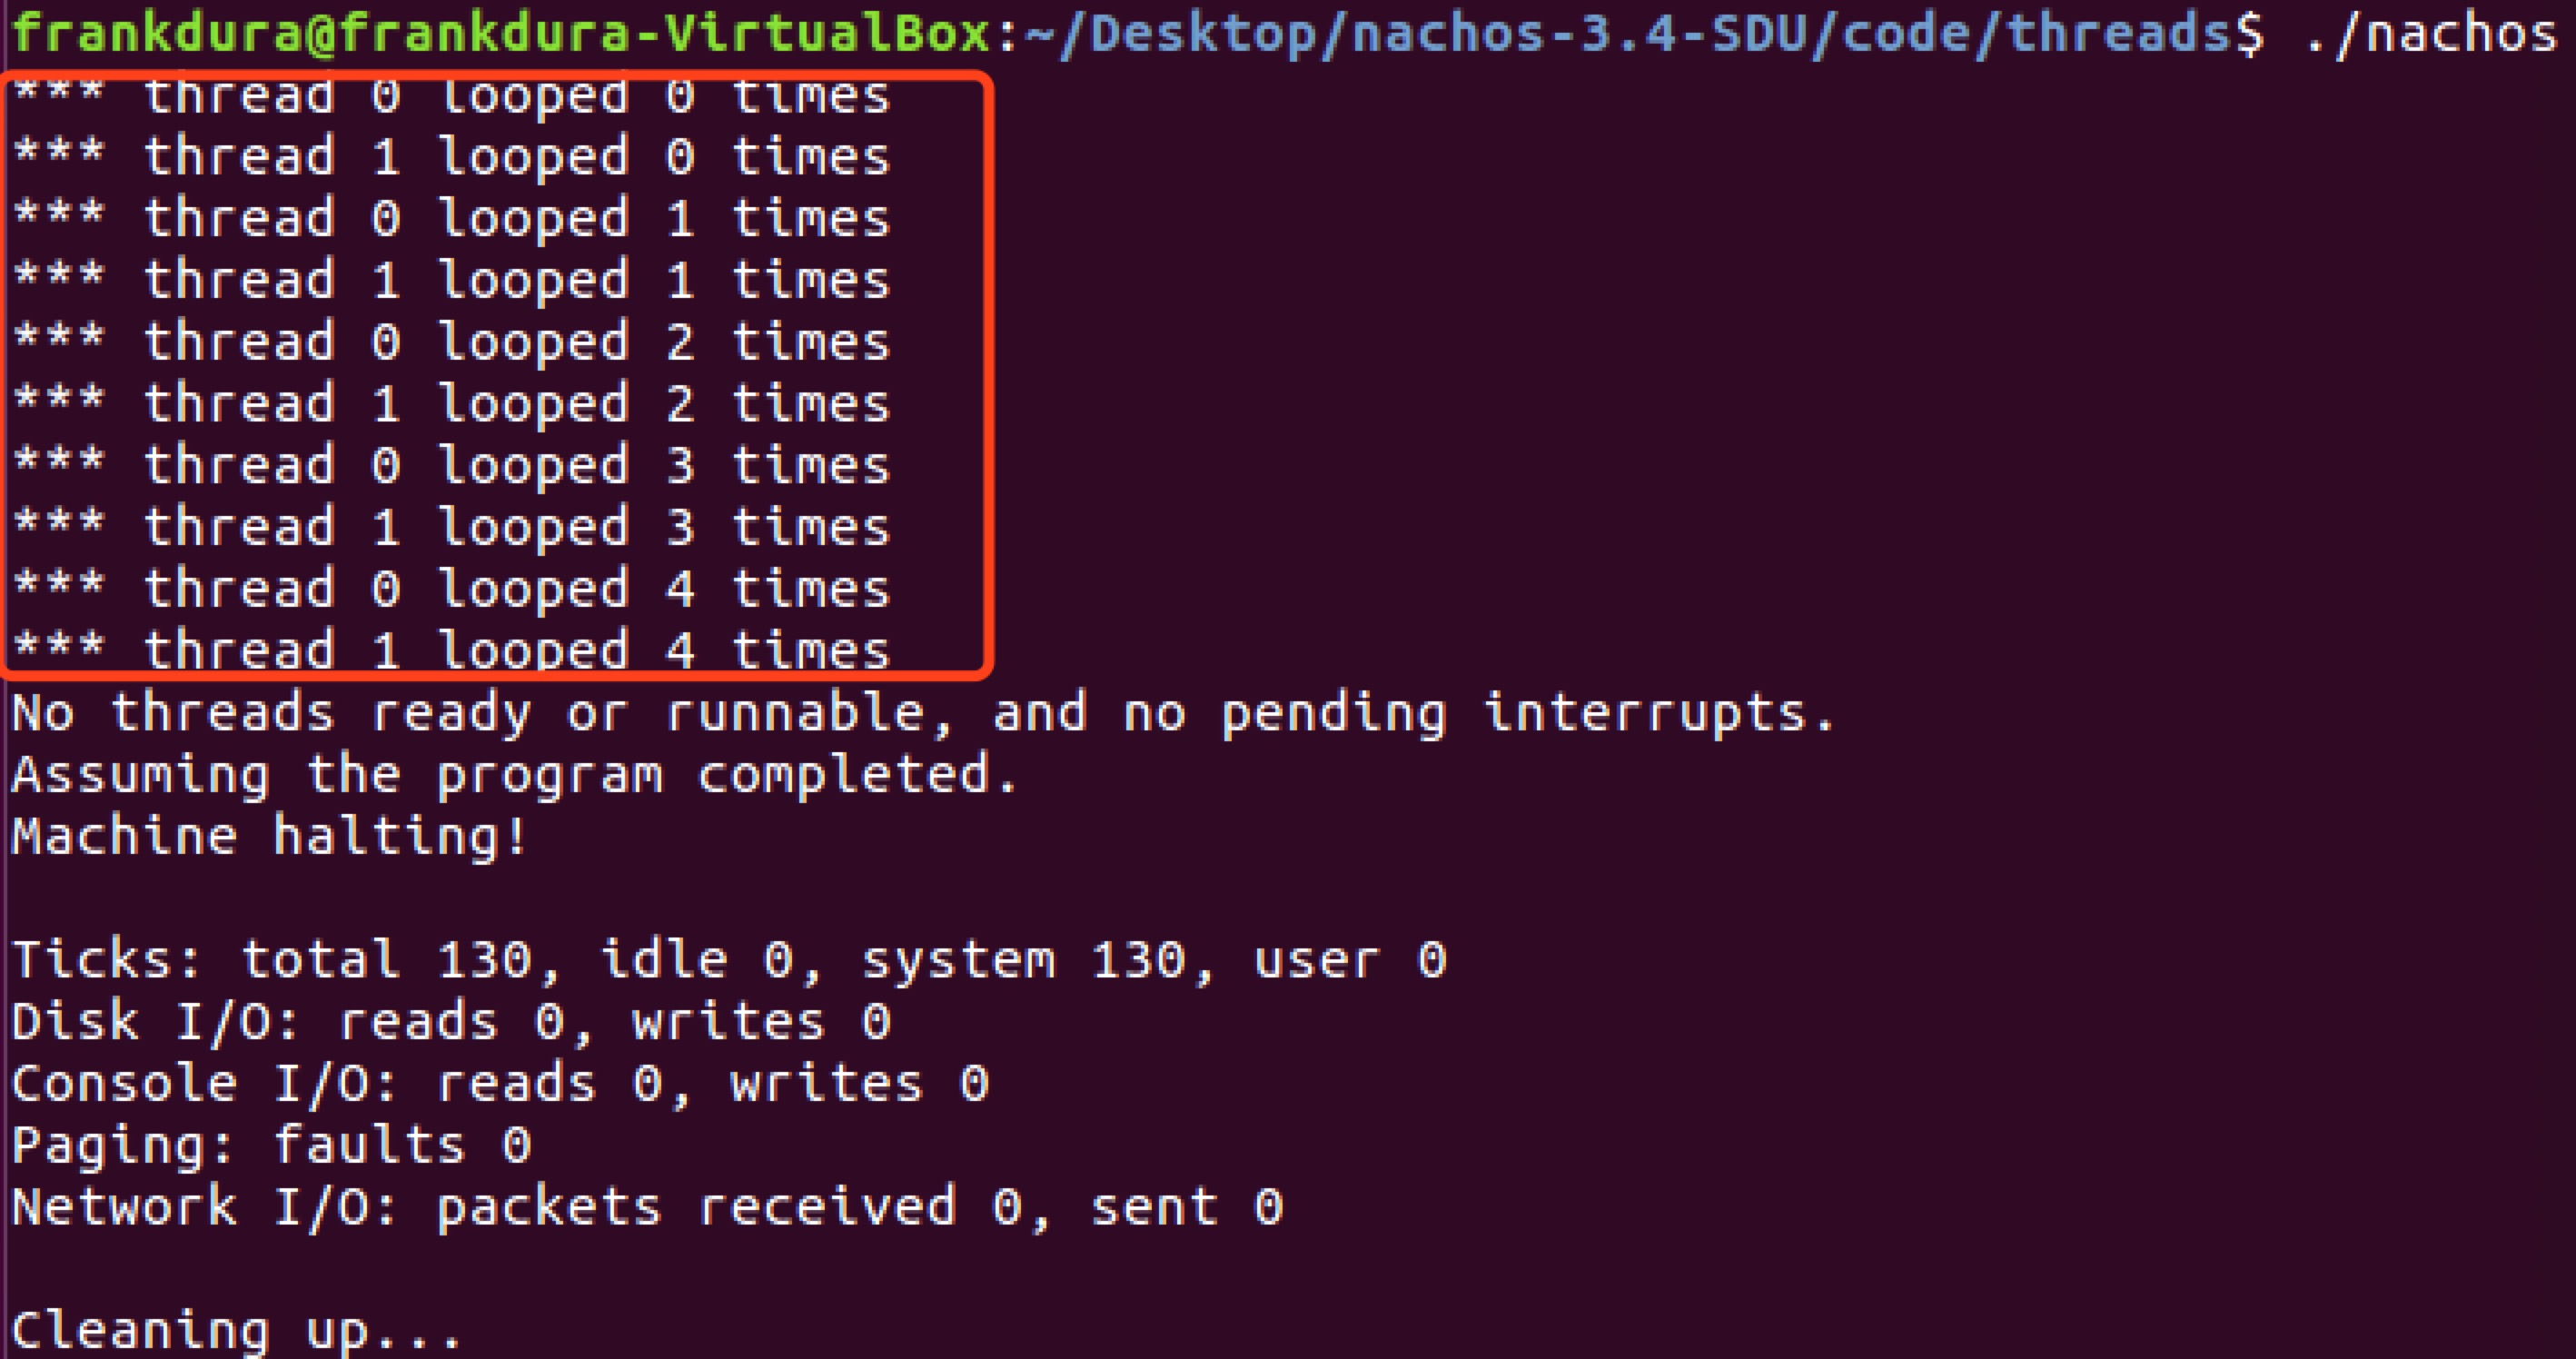 frankdura@frankdura-VirtualBox:~/Desktop/nachos-3.4-SDU/code/threads$ ./nachos
*** thread 0 looped 0 times
*** thread 1 looped 0 times
*** thread 0 looped 1 times
*** thread 1 looped 1 times
*** thread 0 looped 2 times
*** thread 1 looped 2 times
*** thread 0 looped 3 times
*** thread 1 looped 3 times
*** thread 0 looped 4 times
*** thread 1 looped 4 times
No threads ready or runnable, and no pending interrupts.
Assuming the program completed.
Machine halting!

Ticks: total 130, idle 0, system 130, user 0
Disk I/O: reads 0, writes 0
Console I/O: reads 0, writes 0
Paging: faults 0
Network I/O: packets received 0, sent 0

Cleaning up...